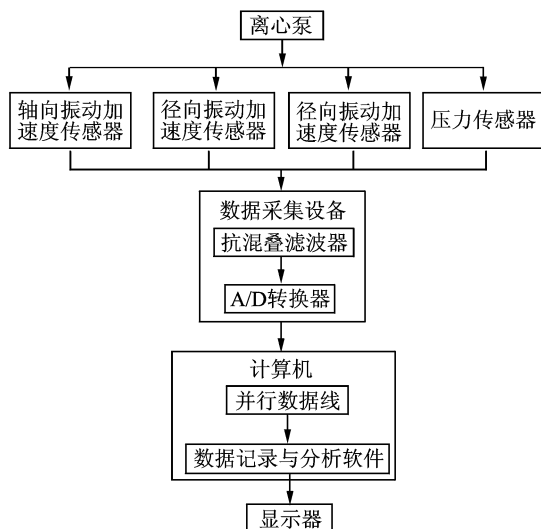 离心泵
轴向振动加
速度传感器
径向振动加
速度传感器
径向振动加
速度传感器
压力传感器
数据采集设备
抗混叠滤波器
A/D转换器
计算机
并行数据线
数据记录与分析软件
显示器